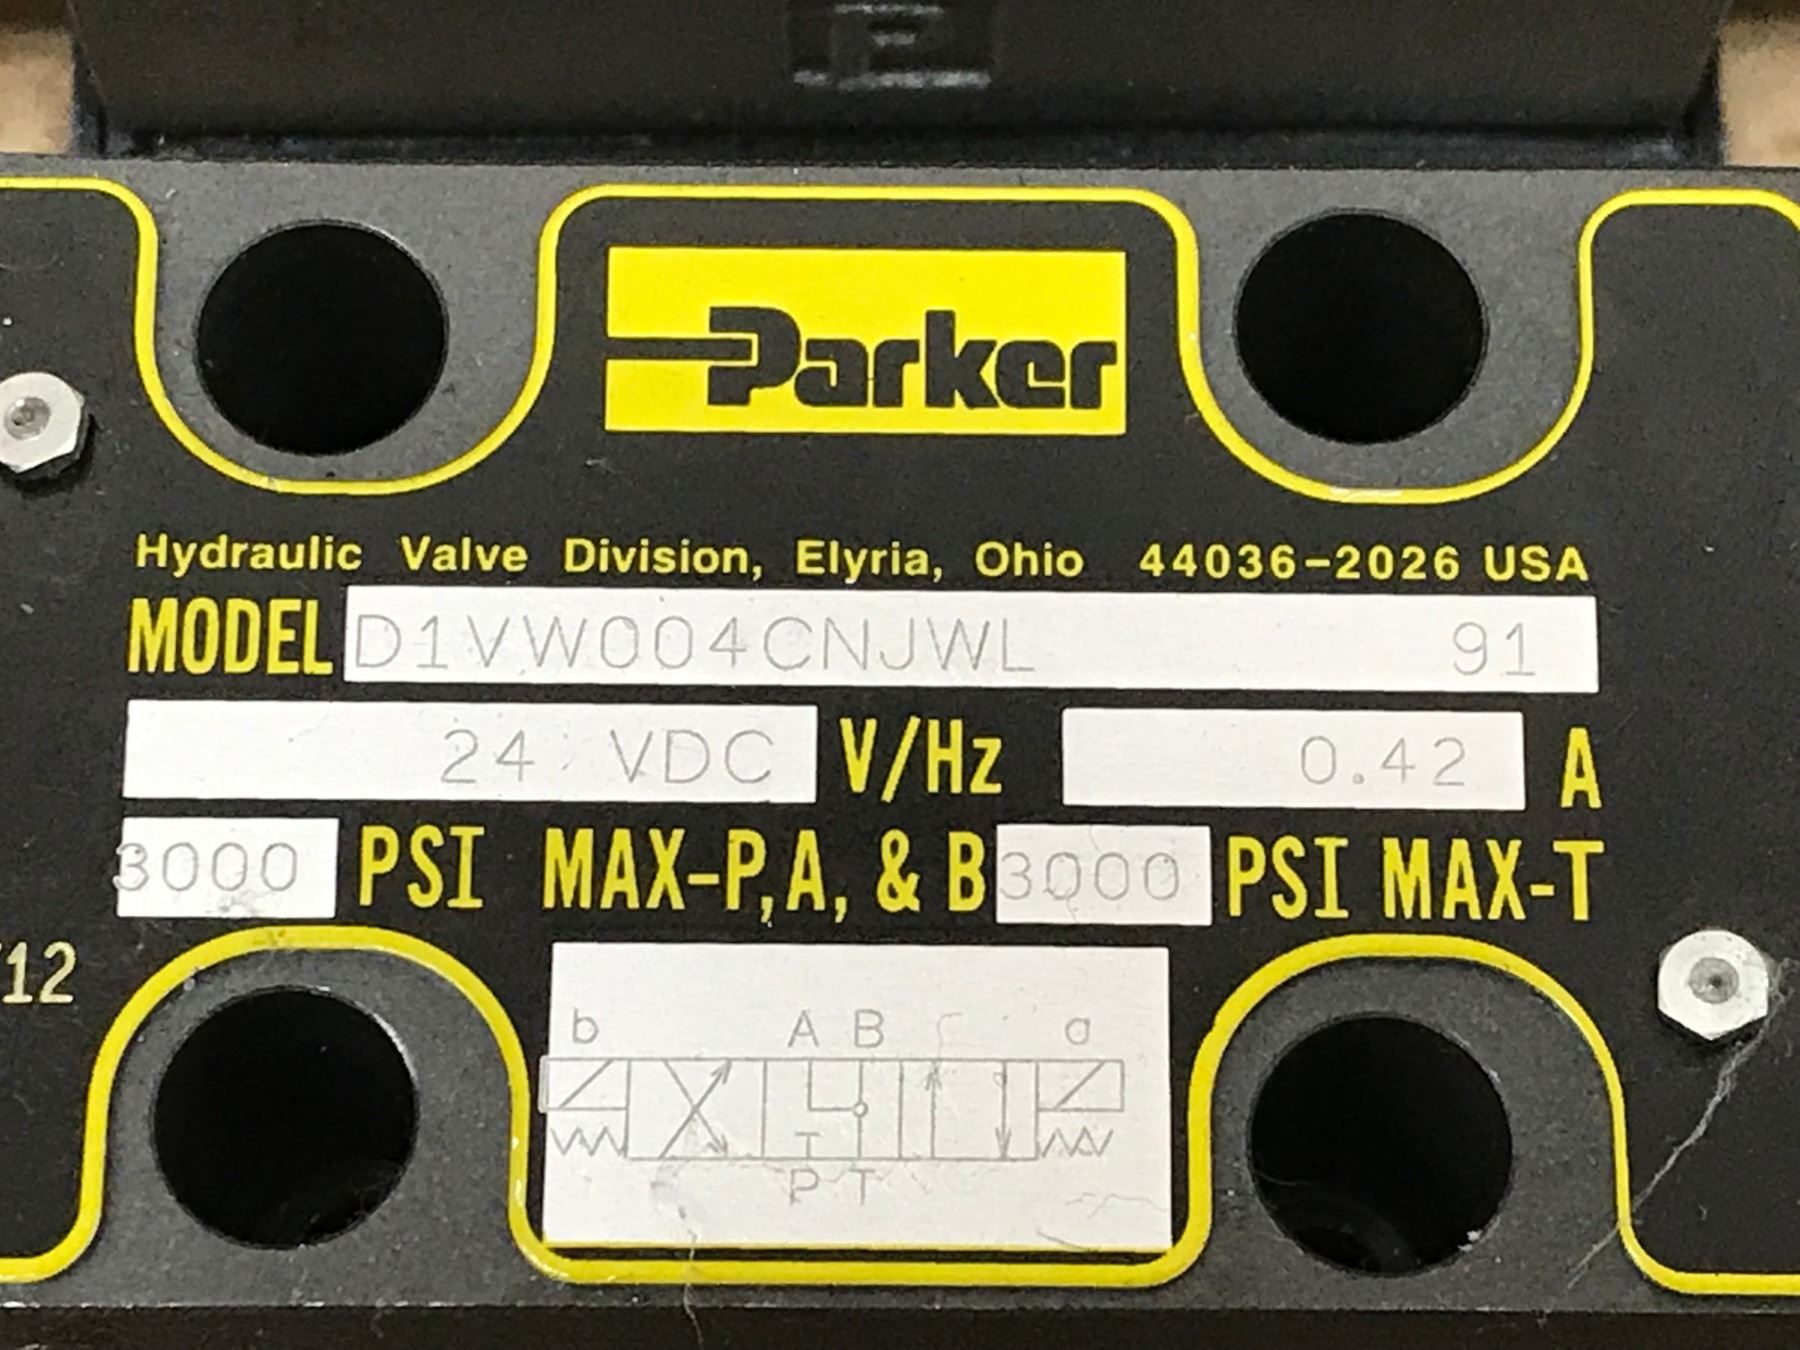 Parker
Hydraulic Valve Division, Elyria, Ohio 44036-2026 USA
MODEL D1VW004CNJWL 91
24 VDC V/Hz 0.42 A
3000 PSI MAX-P, A, & B 3000 PSI MAX-T
12
b A B a
P T